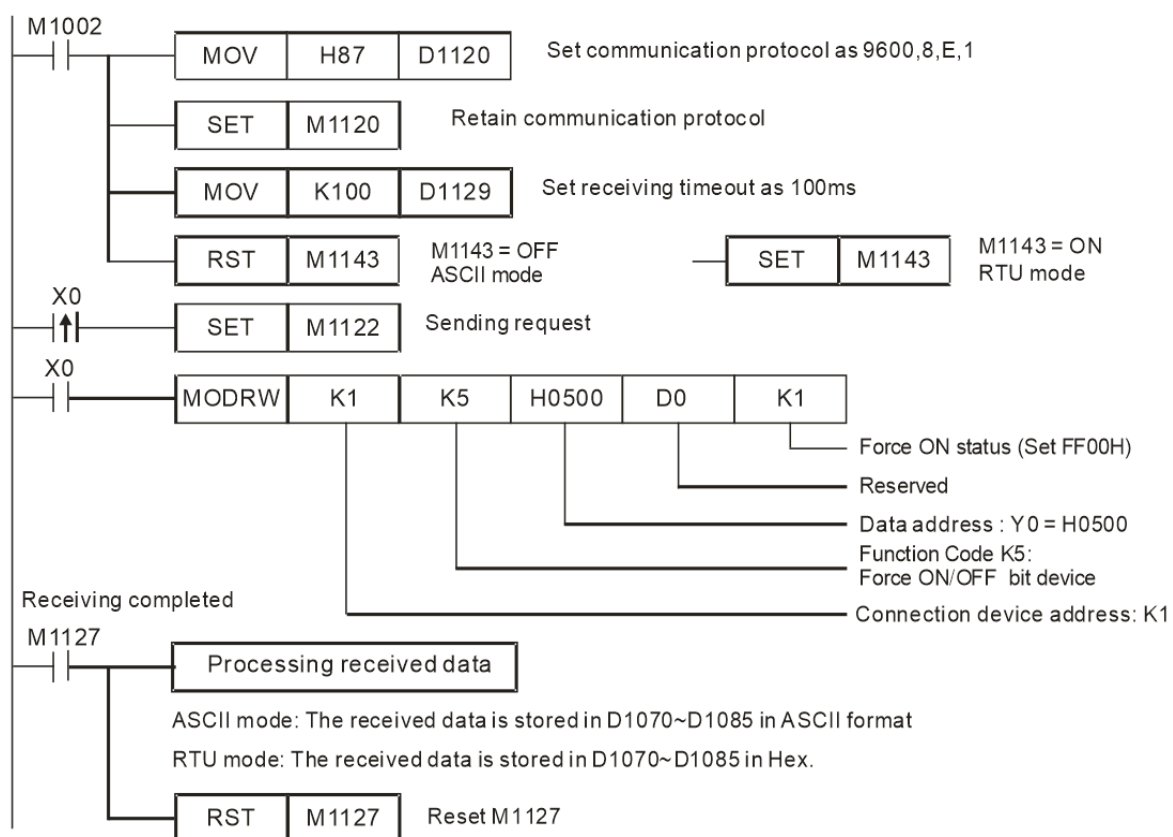 M1002
MOV H87 D1120 Set communication protocol as 9600,8,E,1
SET M1120 Retain communication protocol
MOV K100 D1129 Set receiving timeout as 100ms
RST M1143 M1143 = OFF
ASCII mode
SET M1143 M1143 = ON
RTU mode
X0
SET M1122 Sending request
X0
MODRW K1 K5 H0500 D0 K1
Force ON status (Set FF00H)
Reserved
Data address : Y0 = H0500
Function Code K5:
Force ON/OFF bit device
Connection device address: K1
Receiving completed
M1127
Processing received data
ASCII mode: The received data is stored in D1070~D1085 in ASCII format
RTU mode: The received data is stored in D1070~D1085 in Hex.
RST M1127 Reset M1127